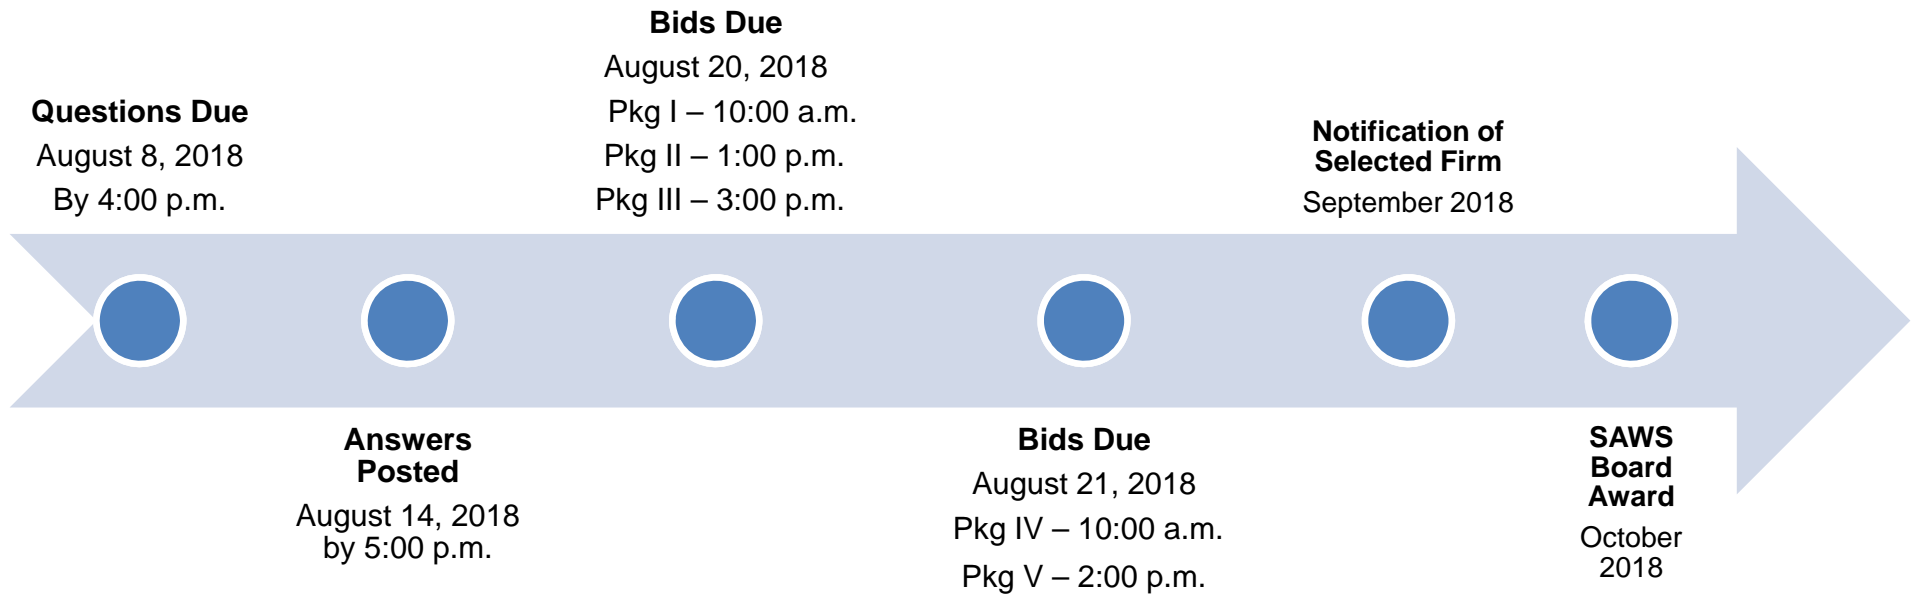 Questions Due
August 8, 2018
By 4:00 p.m.
Answers
Posted
August 14, 2018
by 5:00 p.m.
Bids Due
August 20, 2018
Pkg I – 10:00 a.m.
Pkg II – 1:00 p.m.
Pkg III – 3:00 p.m.
Bids Due
August 21, 2018
Pkg IV – 10:00 a.m.
Pkg V – 2:00 p.m.
Notification of
Selected Firm
September 2018
SAWS
Board
Award
October
2018